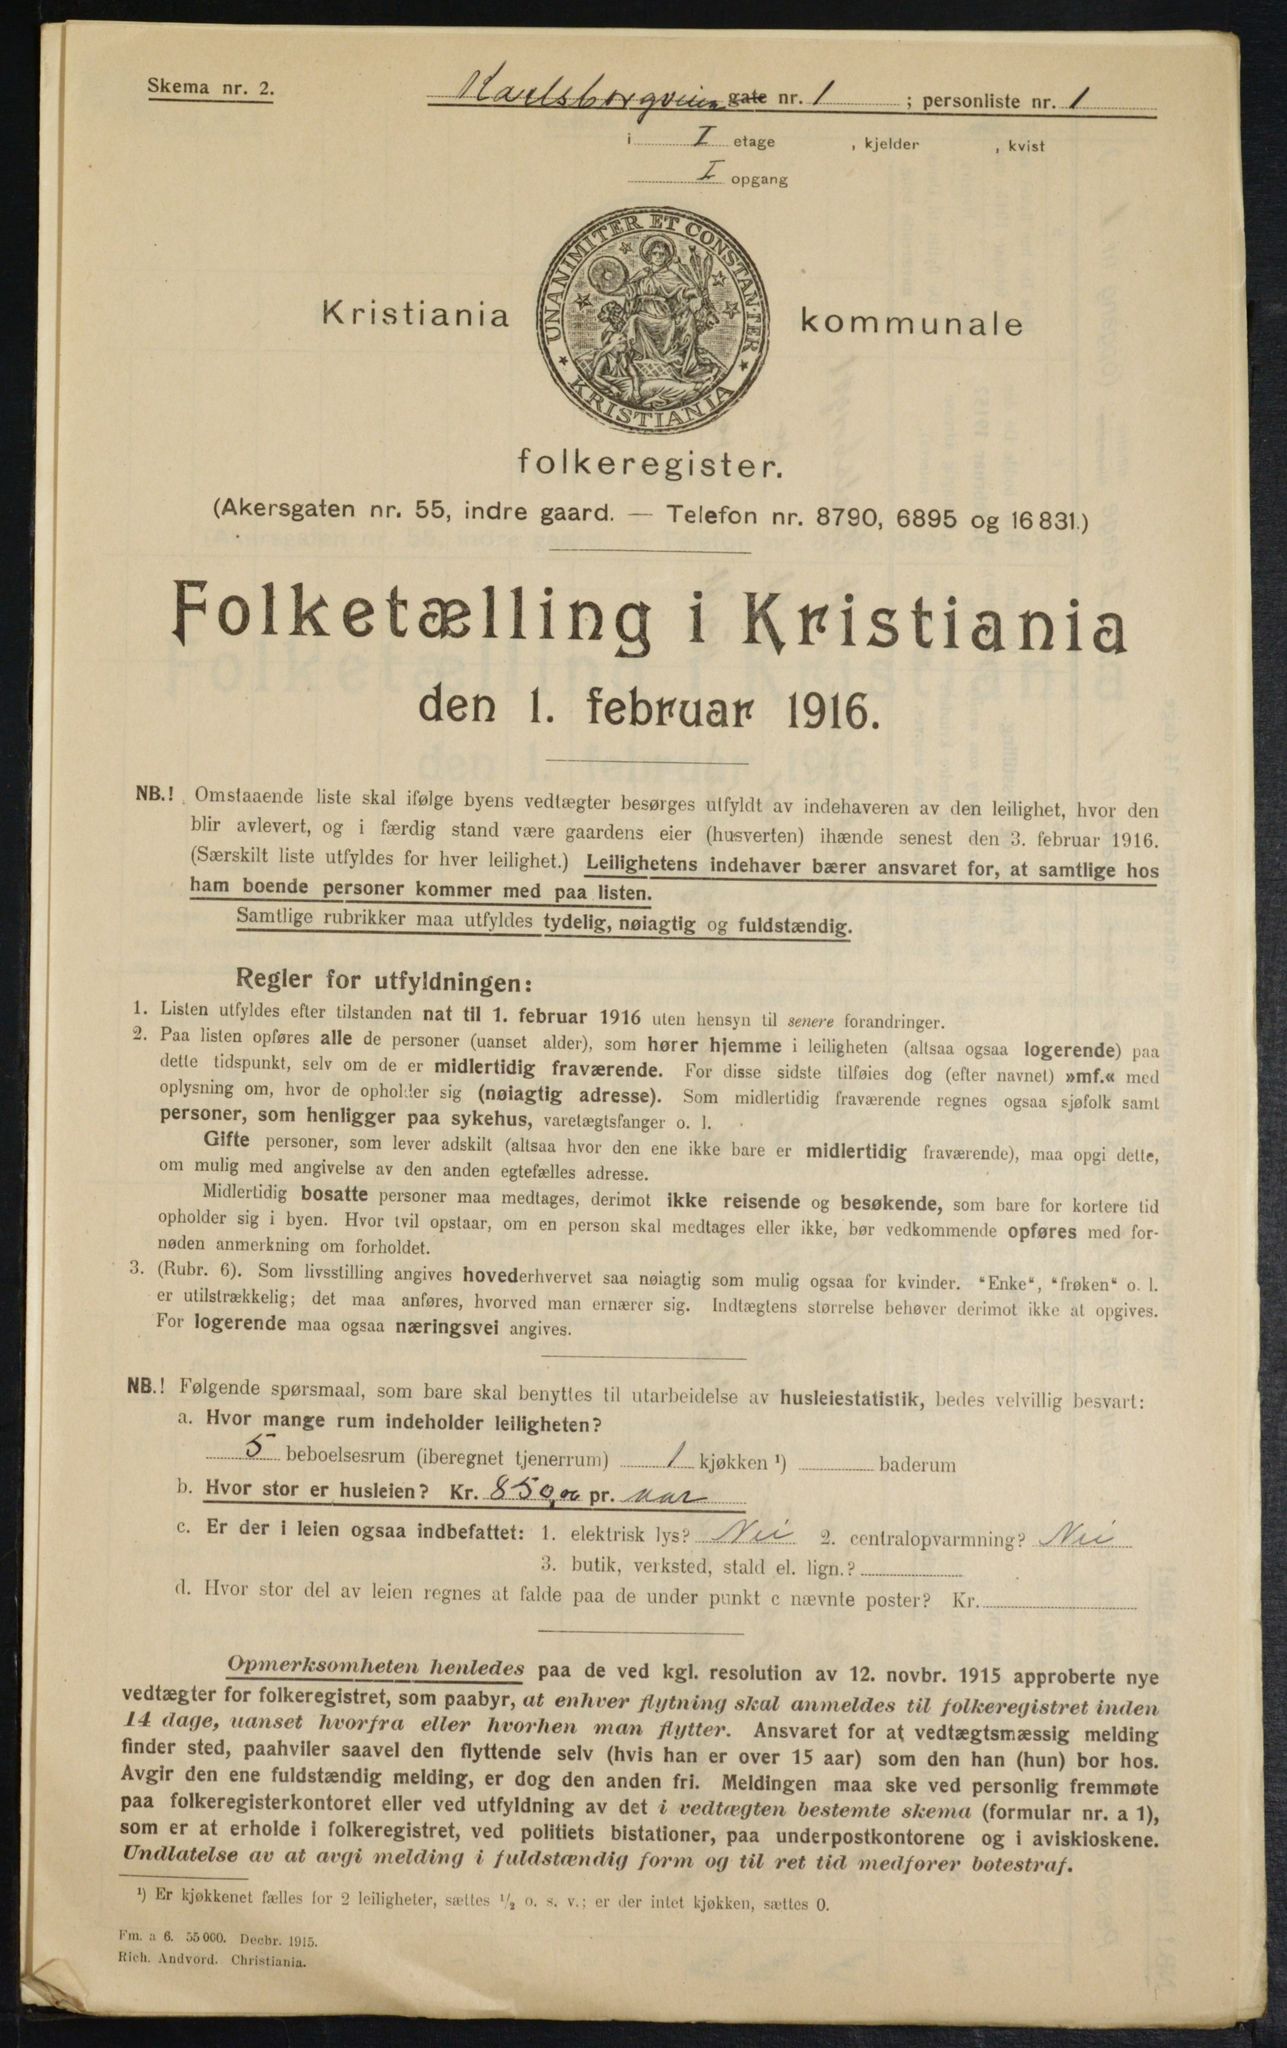 Skema nr. 2.
Karlsborgveien gate nr. 1 ; personliste nr. 1
i I etage , kjelder , kvist
I opgang
UNANIMITER ET CONSTANTER
KRISTIANIA
Kristiania kommunale
folkeregister.
(Akersgaten nr. 55, indre gaard. — Telefon nr. 8790, 6895 og 16 831.)
Folketælling i Kristiania
den 1. februar 1916.
NB.! Omstaaende liste skal ifølge byens vedtægter besørges utfyldt av indehaveren av den leilighet, hvor den
blir avlevert, og i færdig stand være gaardens eier (husverten) ihænde senest den 3. februar 1916.
(Særskilt liste utfyldes for hver leilighet.) Leilighetens indehaver bærer ansvaret for, at samtlige hos
ham boende personer kommer med paa listen.
Samtlige rubrikker maa utfyldes tydelig, nøiagtig og fuldstændig.
Regler for utfyldningen:
1. Listen utfyldes efter tilstanden nat til 1. februar 1916 uten hensyn til senere forandringer.
2. Paa listen opføres alle de personer (uanset alder), som hører hjemme i leiligheten (altsaa ogsaa logerende) paa
dette tidspunkt, selv om de er midlertidig fraværende. For disse sidste tilføies dog (efter navnet) »mf.« med
oplysning om, hvor de opholder sig (nøiagtig adresse). Som midlertidig fraværende regnes ogsaa sjøfolk samt
personer, som henligger paa sykehus, varetægtsfanger o. l.
Gifte personer, som lever adskilt (altsaa hvor den ene ikke bare er midlertidig fraværende), maa opgi dette,
om mulig med angivelse av den anden egtefælles adresse.
Midlertidig bosatte personer maa medtages, derimot ikke reisende og besøkende, som bare for kortere tid
opholder sig i byen. Hvor tvil opstaar, om en person skal medtages eller ikke, bør vedkommende opføres med for-
nøden anmerkning om forholdet.
3. (Rubr. 6). Som livsstilling angives hovederhvervet saa nøiagtig som mulig ogsaa for kvinder. "Enke", "frøken" o. l.
er utilstrækkelig; det maa anføres, hvorved man ernærer sig. Indtægtens størrelse behøver derimot ikke at opgives.
For logerende maa ogsaa næringsvei angives.
NB.! Følgende spørsmaal, som bare skal benyttes til utarbeidelse av husleiestatistik, bedes velvillig besvart:
a. Hvor mange rum indeholder leiligheten?
5 beboelsesrum (iberegnet tjenerrum) 1 kjøkken ¹) baderum
b. Hvor stor er husleien? Kr. 850,00 pr. aar
c. Er der i leien ogsaa indbefattet: 1. elektrisk lys? Nei 2. centralopvarmning? Nei
3. butik, verksted, stald el. lign.?
d. Hvor stor del av leien regnes at falde paa de under punkt c nævnte poster? Kr.
Opmerksomheten henledes paa de ved kgl. resolution av 12. novbr. 1915 approberte nye
vedtægter for folkeregistret, som paabyr, at enhver flytning skal anmeldes til folkeregistret inden
14 dage, uanset hvorfra eller hvorhen man flytter. Ansvaret for at vedtægtsmæssig melding
finder sted, paahviler saavel den flyttende selv (hvis han er over 15 aar) som den han (hun) bor hos.
Avgir den ene fuldstændig melding, er dog den anden fri. Meldingen maa ske ved personlig fremmøte
paa folkeregisterkontoret eller ved utfyldning av det i vedtægten bestemte skema (formular nr. a 1),
som er at erholde i folkeregistret, ved politiets bistationer, paa underpostkontorene og i aviskioskene.
Undlatelse av at avgi melding i fuldstændig form og til ret tid medfører bøtestraf.
¹) Er kjøkkenet fælles for 2 leiligheter, sættes ½ o. s. v.; er der intet kjøkken, sættes 0.
Fm. a 6. 55 000. Decbr. 1915.
Rich. Andvord. Christiania.